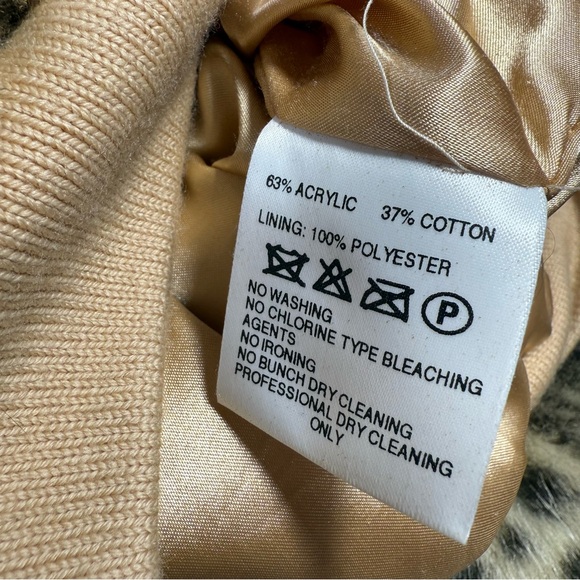 63% ACRYLIC 37% COTTON
LINING: 100% POLYESTER
P
NO WASHING
NO CHLORINE TYPE BLEACHING
AGENTS
NO IRONING
NO BUNCH DRY CLEANING
PROFESSIONAL DRY CLEANING
ONLY